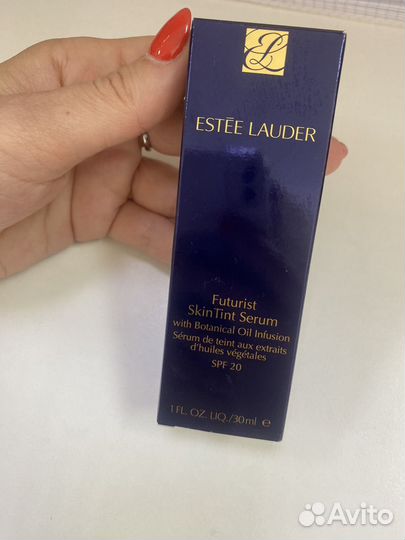 EL
ESTĒE LAUDER
Futurist
SkinTint Serum
with Botanical Oil Infusion
Sérum de teint aux extraits
d'huiles végétales
SPF 20
1 FL. OZ. LIQ./30ml e
Avito